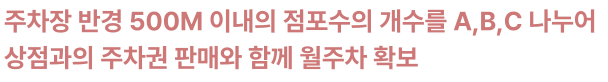 주차장 반경 500M 이내의 점포수의 개수를 A,B,C 나누어
상점과의 주차권 판매와 함께 월주차 확보